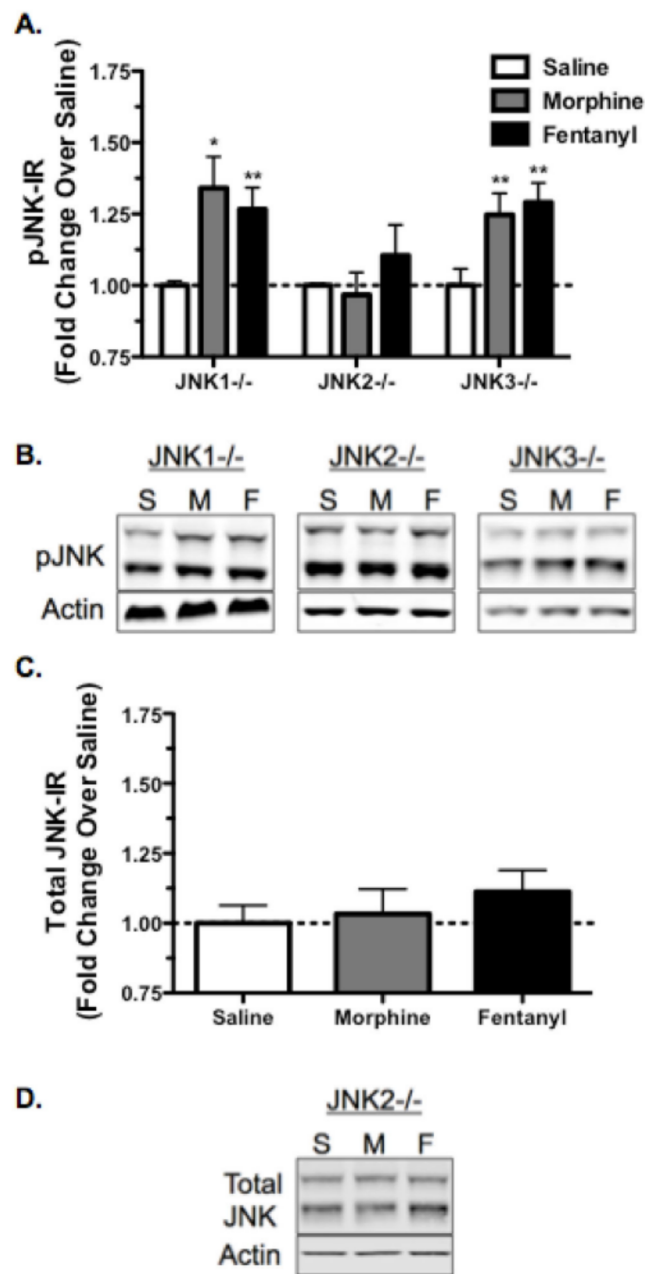 A.
pJNK-IR
(Fold Change Over Saline)
1.75
1.50
1.25
1.00
0.75
Saline
Morphine
Fentanyl
*
**
**
**
JNK1-/- JNK2-/- JNK3-/-
B.
JNK1-/- JNK2-/- JNK3-/-
S M F S M F S M F
pJNK
Actin
C.
Total JNK-IR
(Fold Change Over Saline)
1.75
1.50
1.25
1.00
0.75
Saline Morphine Fentanyl
D.
JNK2-/-
S M F
Total
JNK
Actin